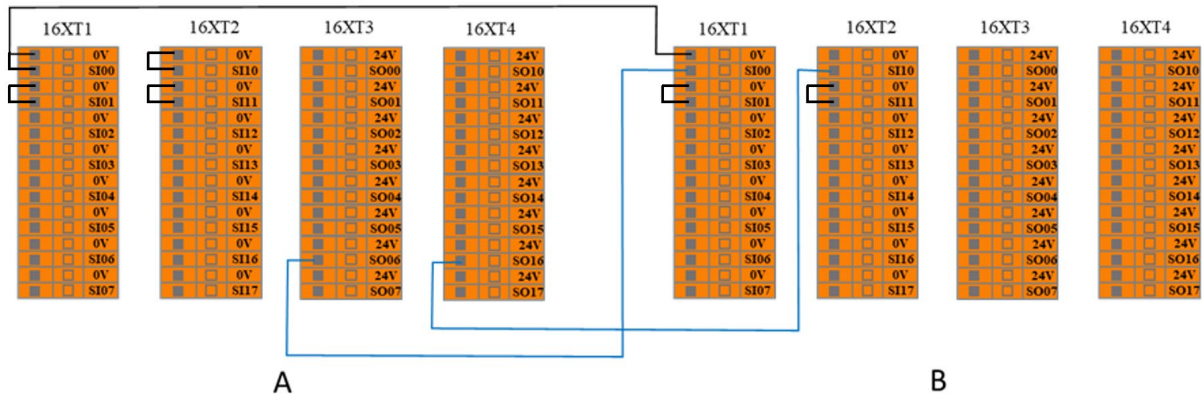 16XT1 16XT2 16XT3 16XT4 16XT1 16XT2 16XT3 16XT4
0V 0V 24V 24V 0V 0V 24V 24V
SI00 SI10 SO00 SO10 SI00 SI10 SO00 SO10
0V 0V 24V 24V 0V 0V 24V 24V
SI01 SI11 SO01 SO11 SI01 SI11 SO01 SO11
0V 0V 24V 24V 0V 0V 24V 24V
SI02 SI12 SO02 SO12 SI02 SI12 SO02 SO12
0V 0V 24V 24V 0V 0V 24V 24V
SI03 SI13 SO03 SO13 SI03 SI13 SO03 SO13
0V 0V 24V 24V 0V 0V 24V 24V
SI04 SI14 SO04 SO14 SI04 SI14 SO04 SO14
0V 0V 24V 24V 0V 0V 24V 24V
SI05 SI15 SO05 SO15 SI05 SI15 SO05 SO15
0V 0V 24V 24V 0V 0V 24V 24V
SI06 SI16 SO06 SO16 SI06 SI16 SO06 SO16
0V 0V 24V 24V 0V 0V 24V 24V
SI07 SI17 SO07 SO17 SI07 SI17 SO07 SO17
A B